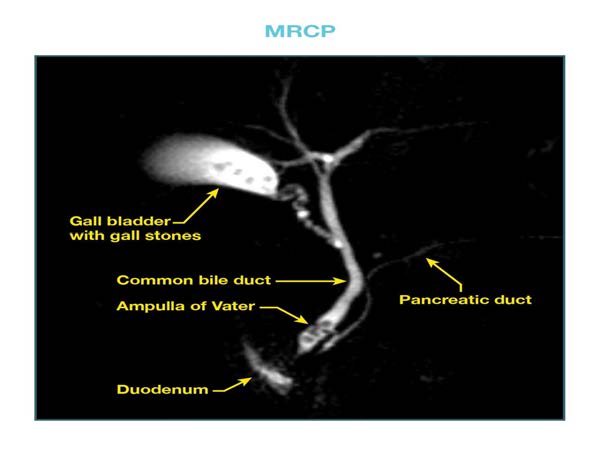 MRCP
Gall bladder
with gall stones
Common bile duct
Ampulla of Vater
Pancreatic duct
Duodenum